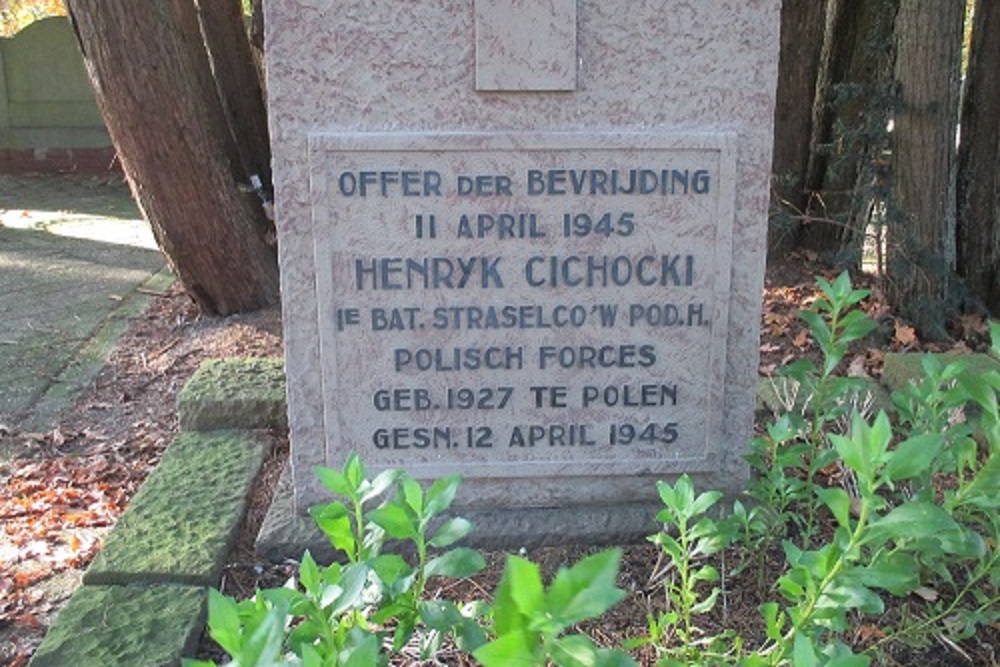 OFFER DER BEVRIJDING
11 APRIL 1945
HENRYK CICHOCKI
1E BAT. STRASELCO'W POD.H.
POLISCH FORCES
GEB. 1927 TE POLEN
GESN. 12 APRIL 1945